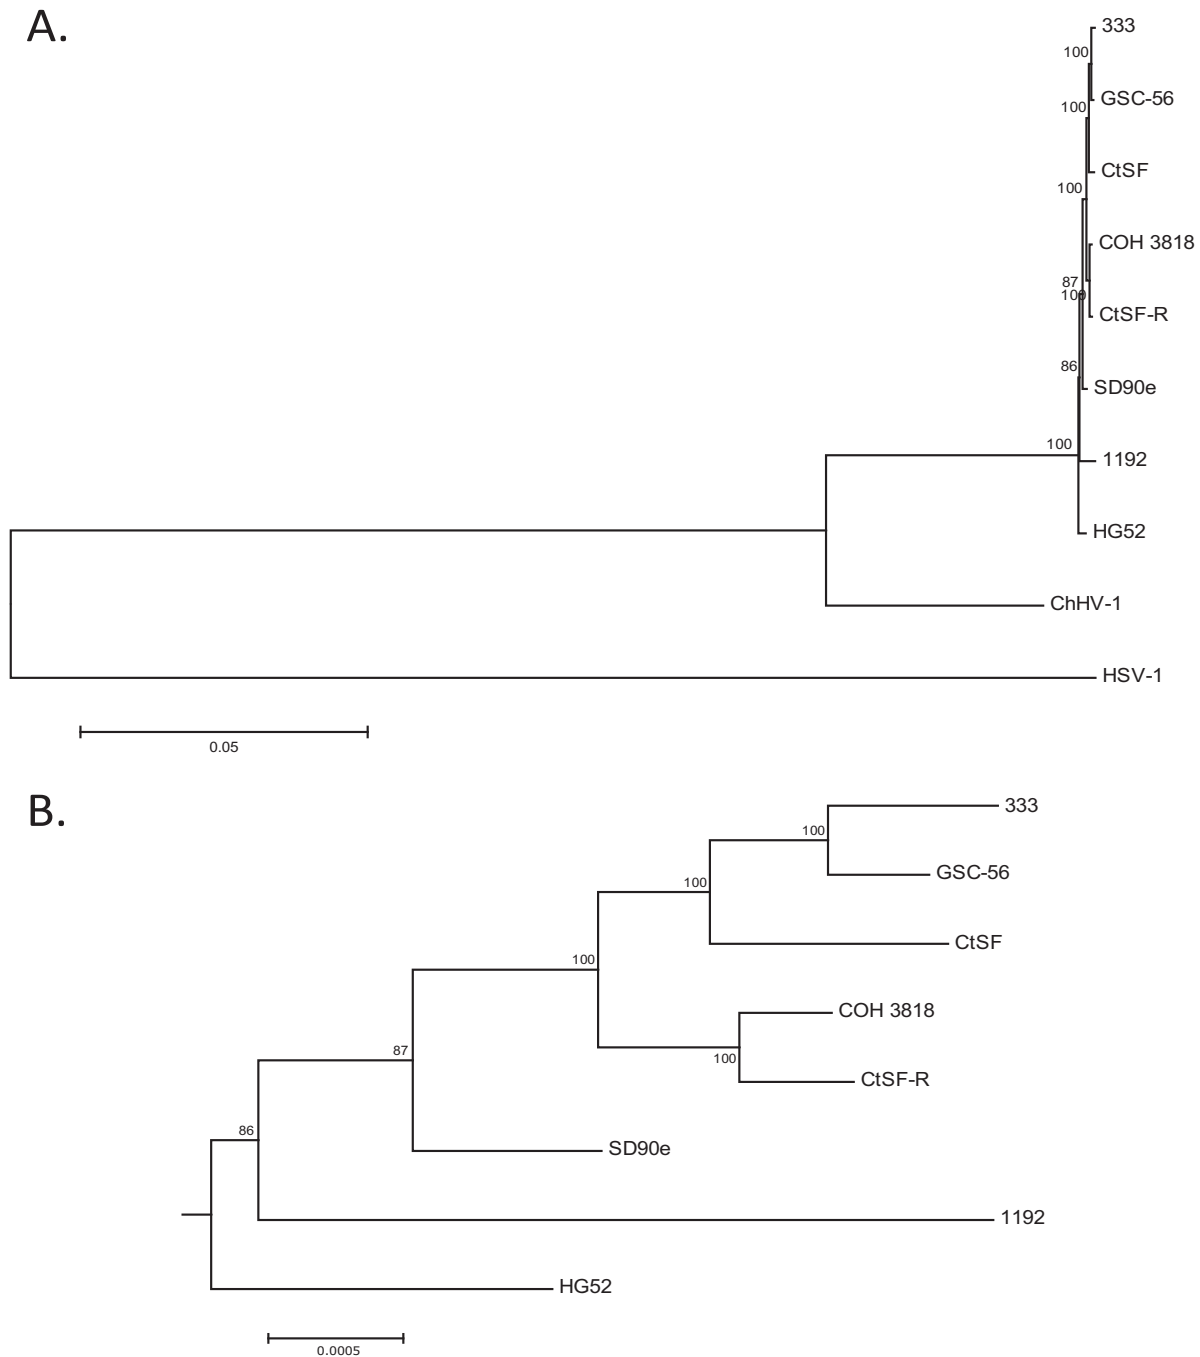 A.
333
100
GSC-56
100
CtSF
100
COH 3818
87
100
CtSF-R
86
SD90e
100
1192
HG52
ChHV-1
HSV-1
0.05
B.
333
100
GSC-56
100
CtSF
100
COH 3818
87
100
CtSF-R
86
SD90e
1192
HG52
0.0005